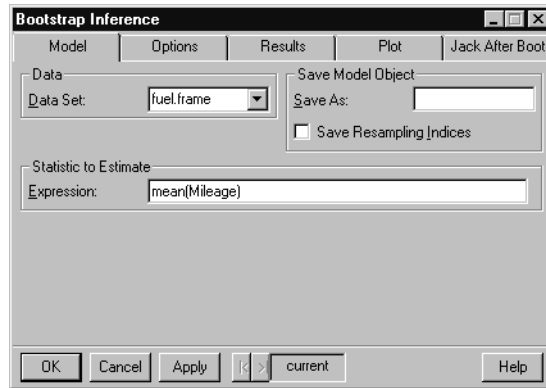 Bootstrap Inference
Model Options Results Plot Jack After Boot
Data
Data Set: fuel.frame
Save Model Object
Save As:
Save Resampling Indices
Statistic to Estimate
Expression: mean(Mileage)
OK Cancel Apply current Help